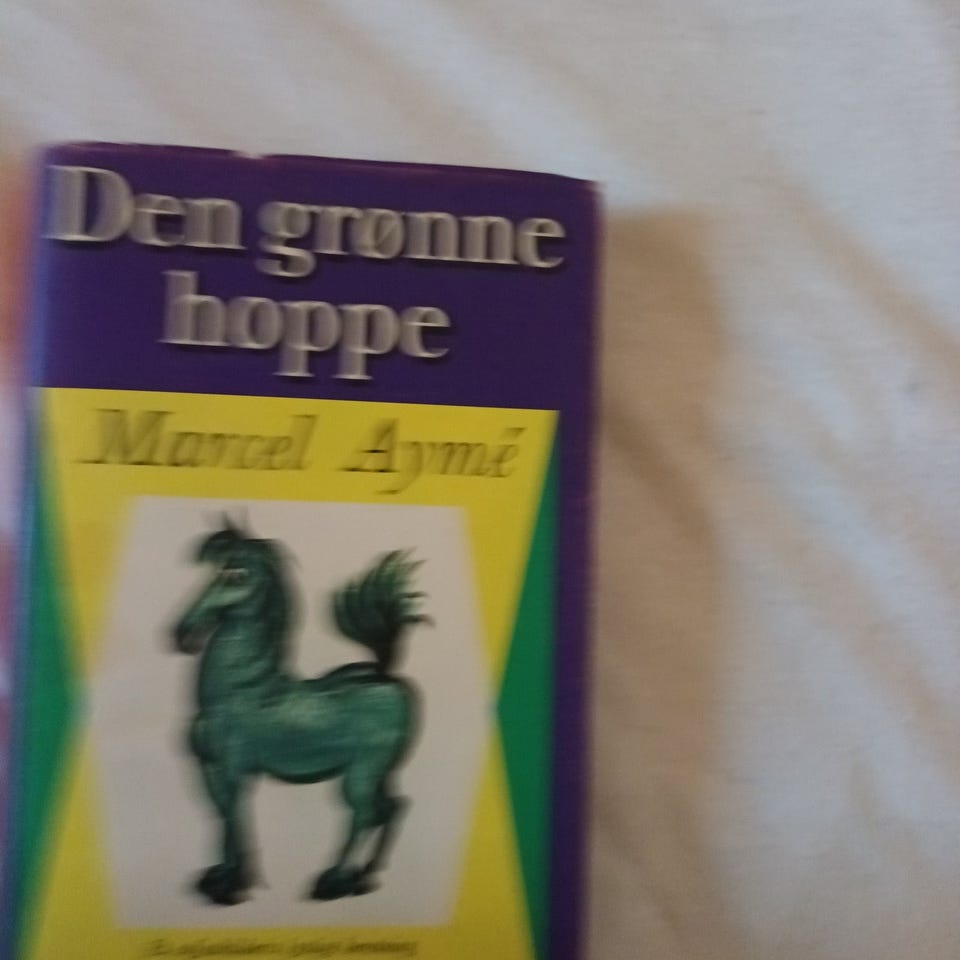 Den grønne
hoppe
Marcel Aymé